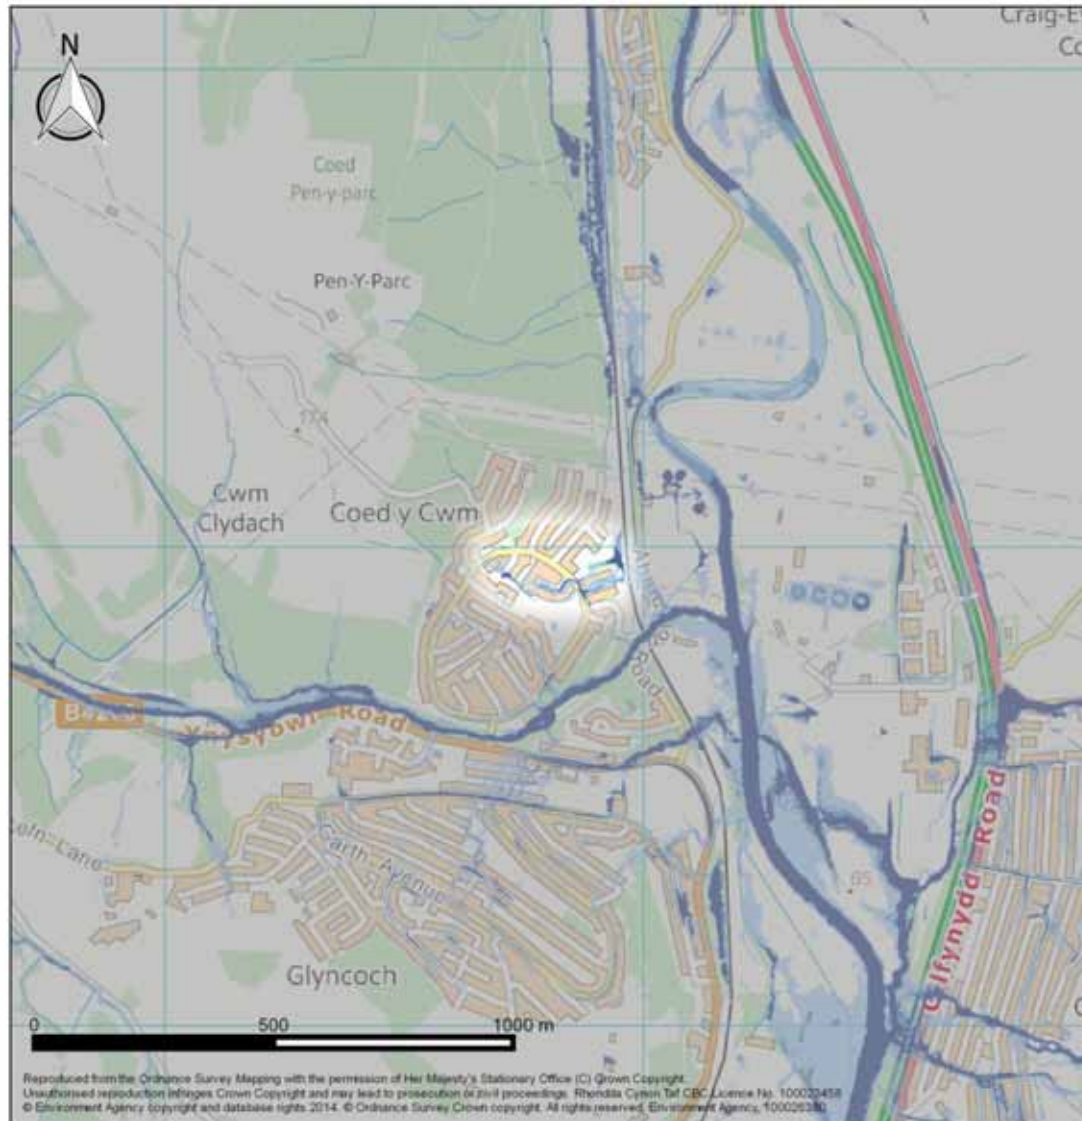 Craig-E
Co
N
Coed
Pen-y-parc
Pen-Y-Parc
174
Cwm
Clydach
Coed y Cwm
Road
Ynysybwl Road
Cefn Lane
Garth Avenue
65
Cilfynydd Road
Glyncoch
0 500 1000 m
Reproduced from the Ordnance Survey Mapping with the permission of Her Majesty's Stationary Office (C) Crown Copyright.
Unauthorised reproduction infringes Crown Copyright and may lead to prosecution or civil proceedings. Rhondda Cynon Taf CBC Licence No. 100023458
© Environment Agency copyright and database rights 2014. © Ordnance Survey Crown copyright. All rights reserved. Environment Agency, 100026380